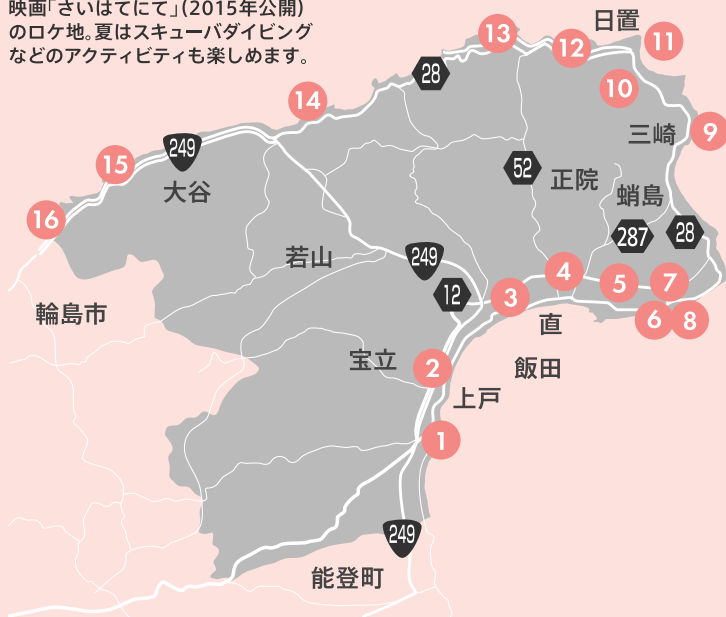 映画「さいはてにて」(2015年公開)
のロケ地。夏はスキューバダイビング
などのアクティビティも楽しめます。
日置
13
12
11
28
10
14
三崎
9
249
15
52
正院
大谷
蛸島
16
287
28
若山
249
4
5
7
12
3
輪島市
直
6
8
宝立
2
飯田
上戸
1
249
能登町